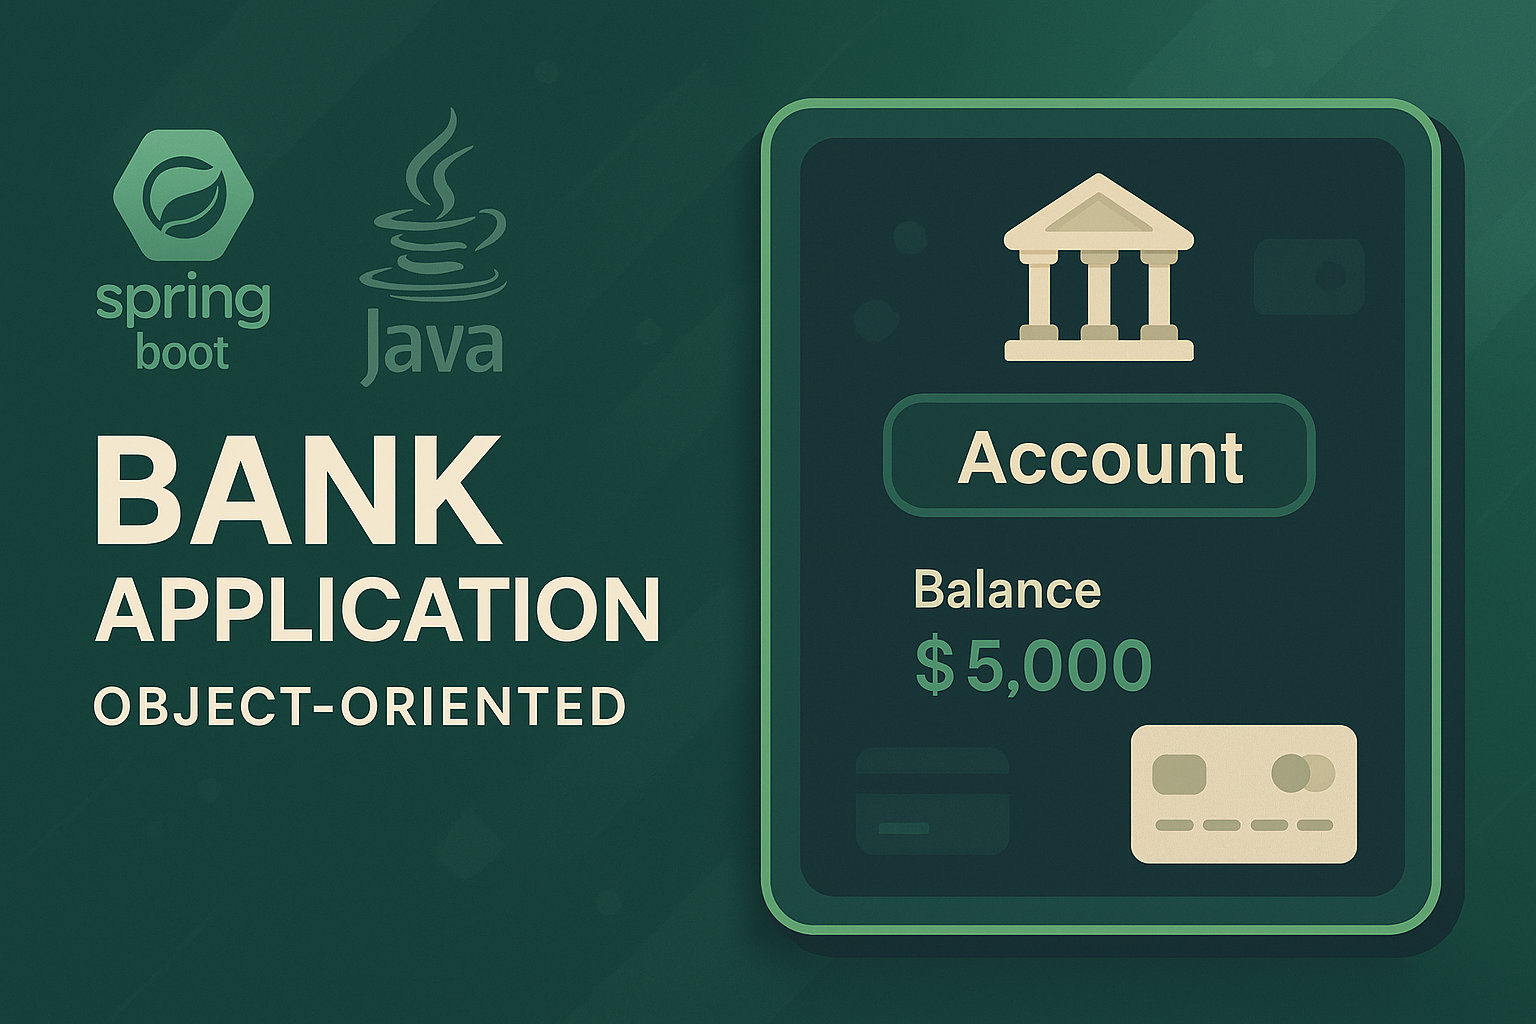 spring
boot
Java
BANK
APPLICATION
OBJECT-ORIENTED
Account
Balance
$5,000